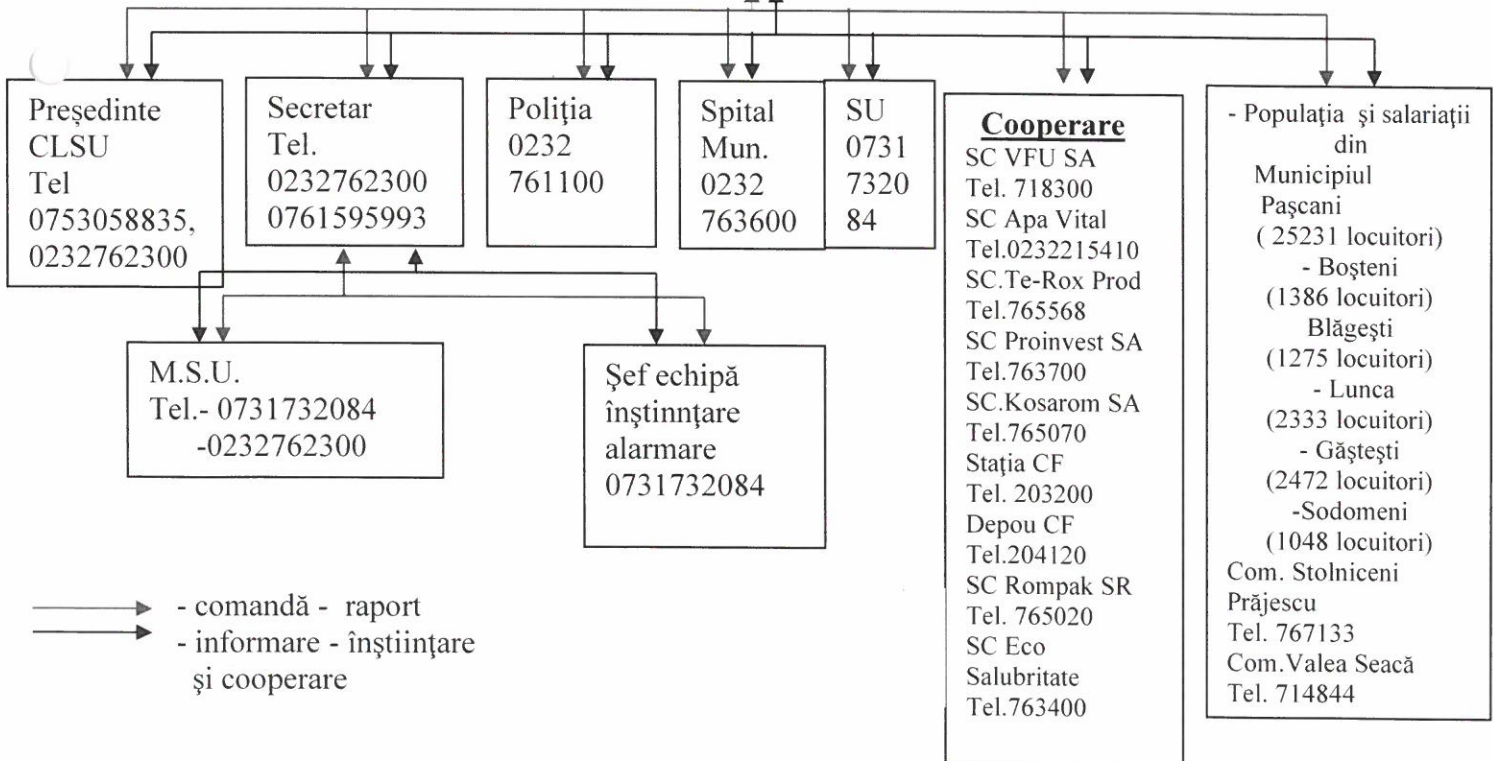 Președinte
CLSU
Tel
0753058835,
0232762300
Secretar
Tel.
0232762300
0761595993
Poliţia
0232
761100
Spital
Mun.
0232
763600
SU
0731
7320
84
Cooperare
SC VFU SA
Tel. 718300
SC Apa Vital
Tel.0232215410
SC.Te-Rox Prod
Tel.765568
SC Proinvest SA
Tel.763700
SC.Kosarom SA
Tel.765070
Staţia CF
Tel. 203200
Depou CF
Tel.204120
SC Rompak SR
Tel. 765020
SC Eco
Salubritate
Tel.763400
- Populaţia şi salariaţii
din
Municipiul
Paşcani
( 25231 locuitori)
- Boşteni
(1386 locuitori)
Blăgeşti
(1275 locuitori)
- Lunca
(2333 locuitori)
- Găşteşti
(2472 locuitori)
-Sodomeni
(1048 locuitori)
Com. Stolniceni
Prăjescu
Tel. 767133
Com.Valea Seacă
Tel. 714844
M.S.U.
Tel.- 0731732084
-0232762300
Şef echipă
înştinnţare
alarmare
0731732084
- comandă - raport
- informare - înştiinţare
şi cooperare